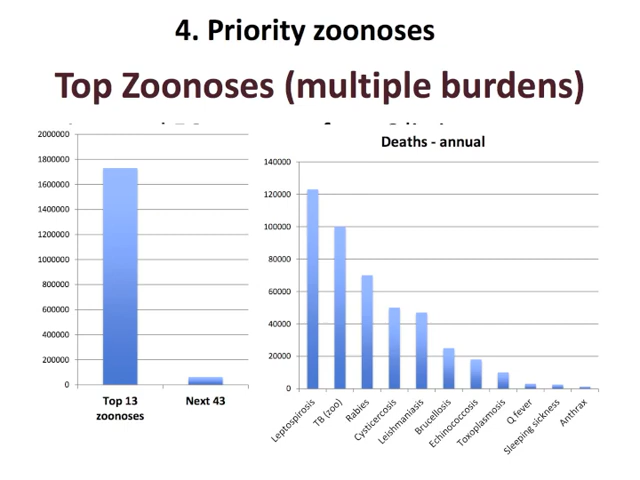 4. Priority zoonoses
Top Zoonoses (multiple burdens)
2000000
1800000
1600000
1400000
1200000
1000000
800000
600000
400000
200000
0
Top 13
zoonoses
Next 43
Deaths - annual
140000
120000
100000
80000
60000
40000
20000
0
Leptospirosis
TB (zoo)
Rabies
Cysticercosis
Leishmaniasis
Brucellosis
Echinococcosis
Toxoplasmosis
Q fever
Sleeping sickness
Anthrax